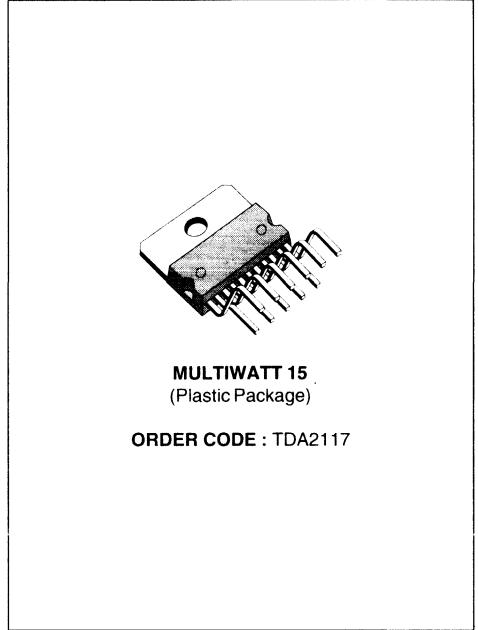 MULTIWATT 15
(Plastic Package)
ORDER CODE : TDA2117